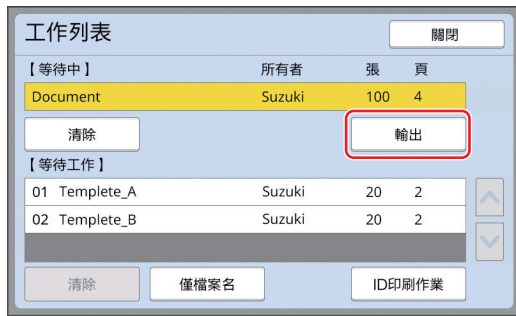 工作列表 關閉
【等待中】 所有者 張 頁
Document Suzuki 100 4
清除 輸出
【等待工作】
01 Templete_A Suzuki 20 2
02 Templete_B Suzuki 20 2
清除 僅檔案名 ID印刷作業